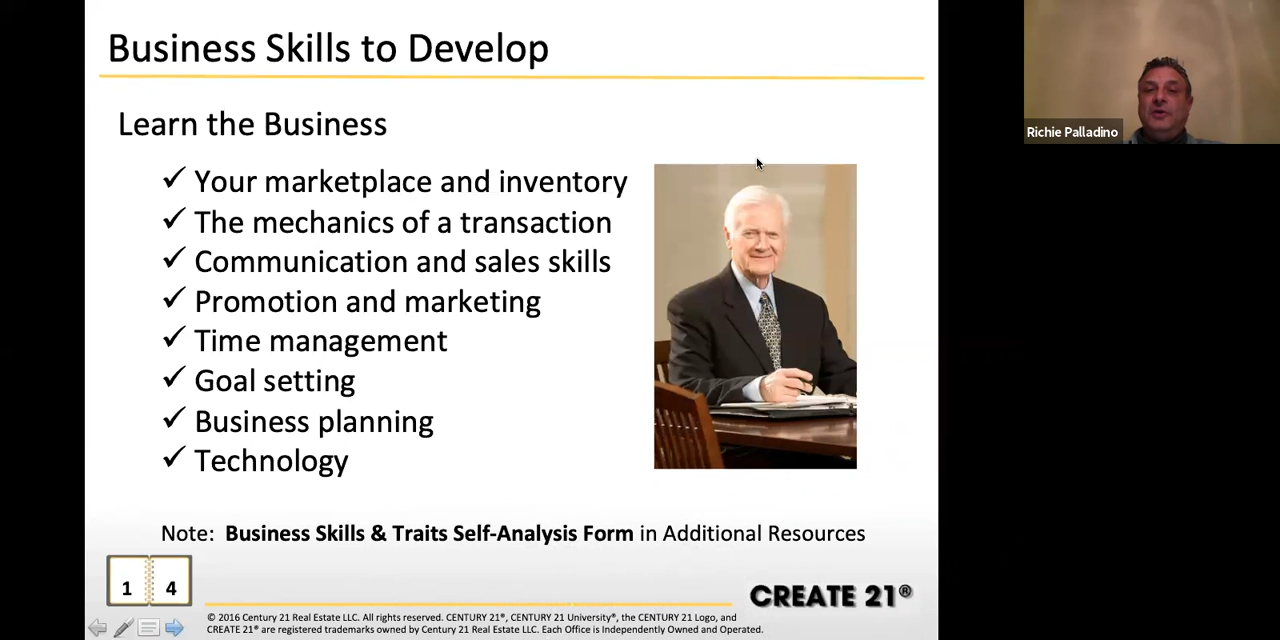 Business Skills to Develop
Learn the Business
✓ Your marketplace and inventory
✓ The mechanics of a transaction
✓ Communication and sales skills
✓ Promotion and marketing
✓ Time management
✓ Goal setting
✓ Business planning
✓ Technology
Note: Business Skills & Traits Self-Analysis Form in Additional Resources
1 4
CREATE 21®
© 2016 Century 21 Real Estate LLC. All rights reserved. CENTURY 21®, CENTURY 21 University®, the CENTURY 21 Logo, and
CREATE 21® are registered trademarks owned by Century 21 Real Estate LLC. Each Office is Independently Owned and Operated.
Richie Palladino